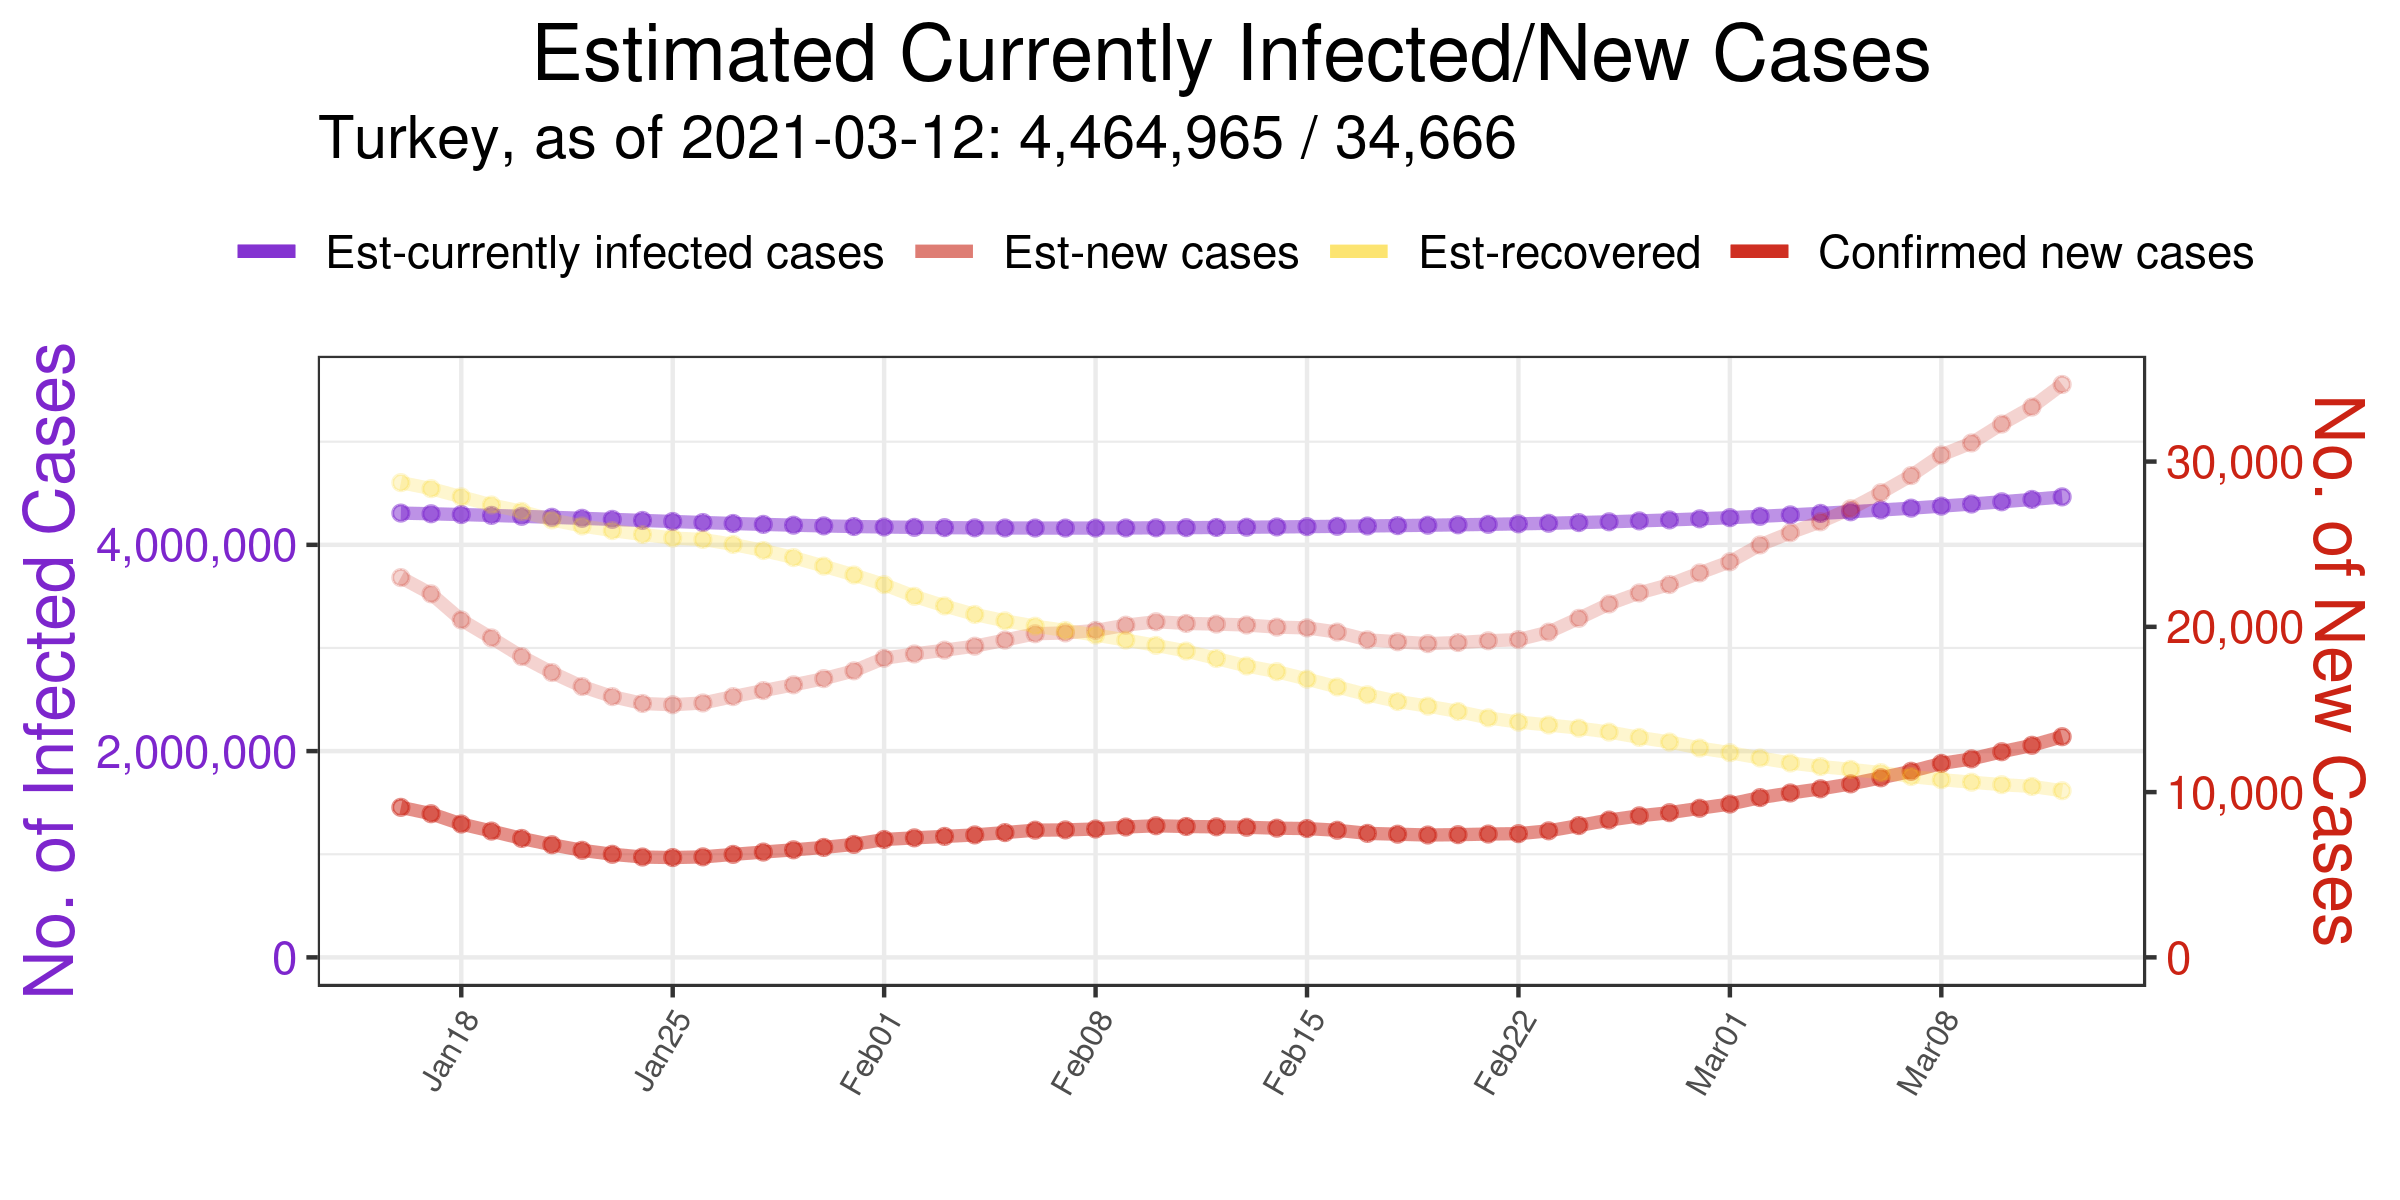 Estimated Currently Infected/New Cases
Turkey, as of 2021-03-12: 4,464,965 / 34,666
Est-currently infected cases Est-new cases Est-recovered Confirmed new cases
No. of Infected Cases
4,000,000
2,000,000
0
30,000
20,000
10,000
0
No. of New Cases
Jan18 Jan25 Feb01 Feb08 Feb15 Feb22 Mar01 Mar08